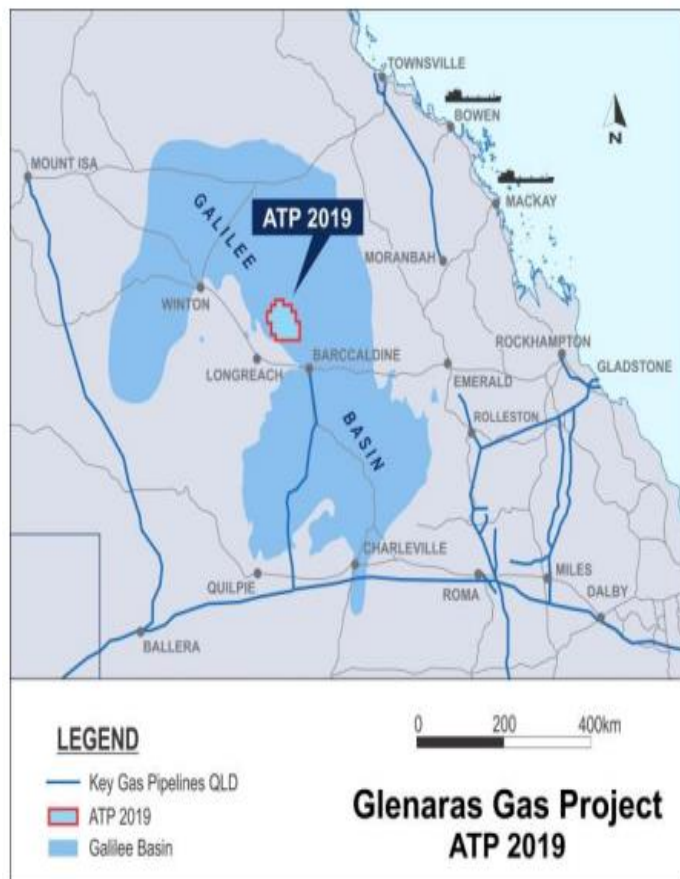 TOWNSVILLE
BOWEN
N
MOUNT ISA
MACKAY
GALILEE
ATP 2019
MORANBAH
WINTON
ROCKHAMPTON
GLADSTONE
LONGREACH
BARCCALDINE
EMERALD
ROLLESTON
BASIN
CHARLEVILLE
QUILPIE
ROMA
MILES
DALBY
BALLERA
LEGEND
Key Gas Pipelines QLD
ATP 2019
Galilee Basin
0 200 400km
Glenaras Gas Project
ATP 2019